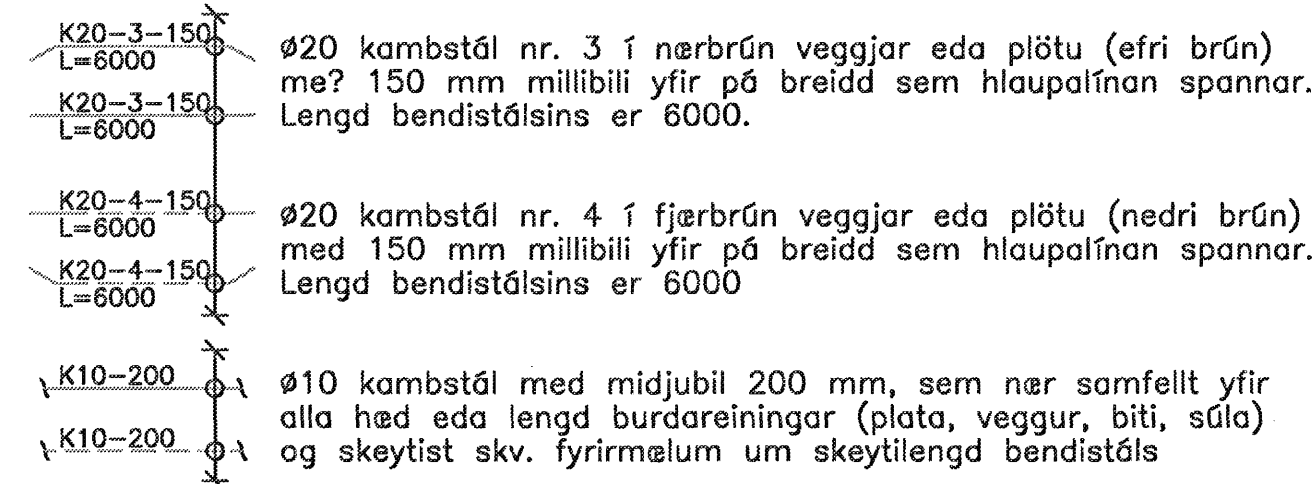 K20-3-150
L=6000
K20-3-150
L=6000
ø20 kambstál nr. 3 í nærbrún veggjar eda plötu (efri brún)
me? 150 mm millibili yfir pá breidd sem hlaupalínan spannar.
Lengd bendistálsins er 6000.
K20-4-150
L=6000
K20-4-150
L=6000
ø20 kambstál nr. 4 í fjærbrún veggjar eda plötu (nedri brún)
med 150 mm millibili yfir pá breidd sem hlaupalínan spannar.
Lengd bendistálsins er 6000
K10-200
K10-200
ø10 kambstál med midjubil 200 mm, sem nær samfellt yfir
alla hæd eda lengd burdareiningar (plata, veggur, biti, súla)
og skeytist skv. fyrirmælum um skeytilengd bendistáls